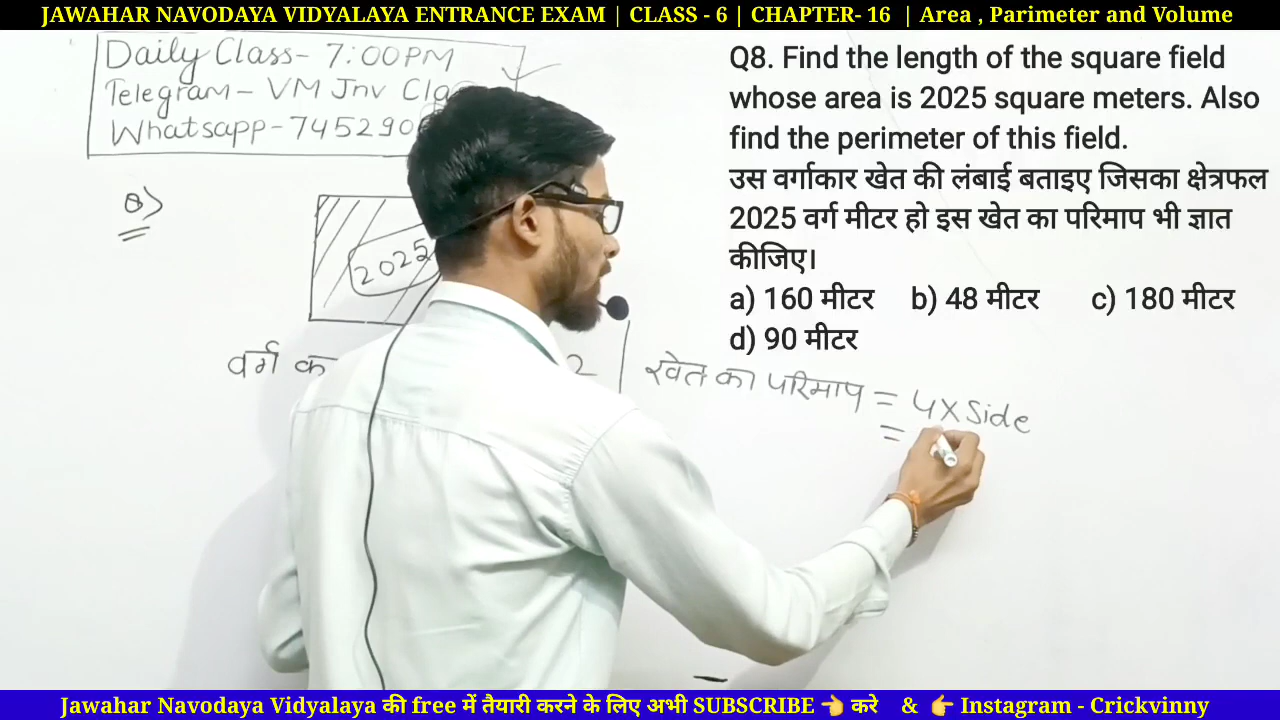 JAWAHAR NAVODAYA VIDYALAYA ENTRANCE EXAM | CLASS - 6 | CHAPTER- 16 | Area , Parimeter and Volume
Daily Class- 7:00PM
Telegram- VM Jnv Cla
Whatsapp-745290
Q8. Find the length of the square field
whose area is 2025 square meters. Also
find the perimeter of this field.
उस वर्गाकार खेत की लंबाई बताइए जिसका क्षेत्रफल
2025 वर्ग मीटर हो इस खेत का परिमाप भी ज्ञात
कीजिए।
a) 160 मीटर b) 48 मीटर c) 180 मीटर
d) 90 मीटर
Q)
2025
वर्ग क 2
खेत का परिमाप = 4×Side
=
Jawahar Navodaya Vidyalaya की free में तैयारी करने के लिए अभी SUBSCRIBE 👈 करे & 👉 Instagram - Crickvinny